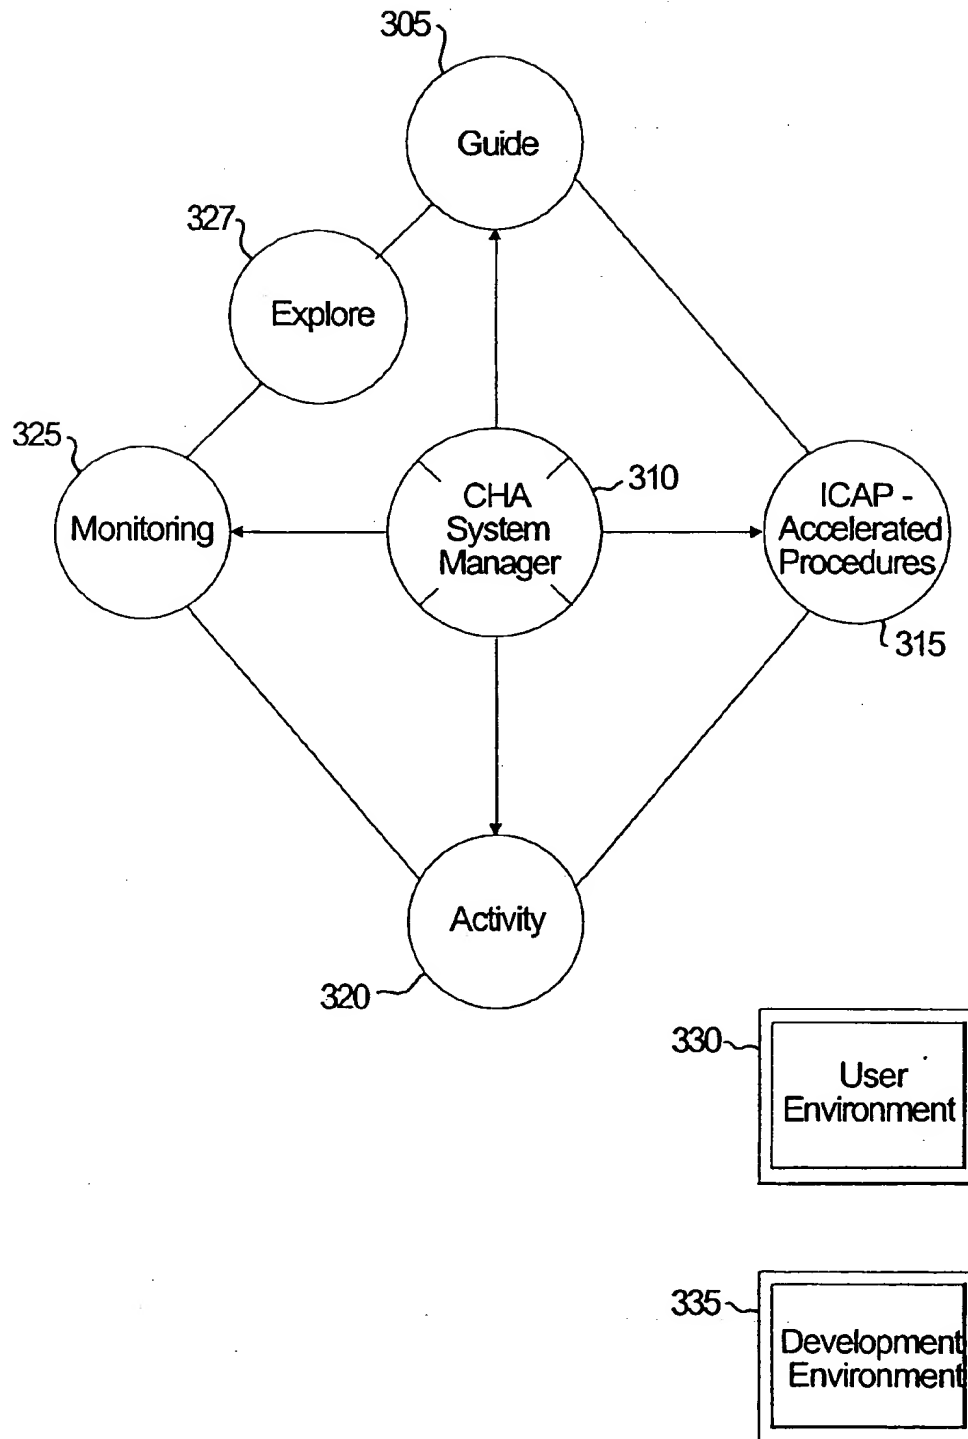 305
Guide
327
Explore
325
Monitoring
CHA
System
Manager
310
ICAP -
Accelerated
Procedures
315
Activity
320
330
User
Environment
335
Development
Environment